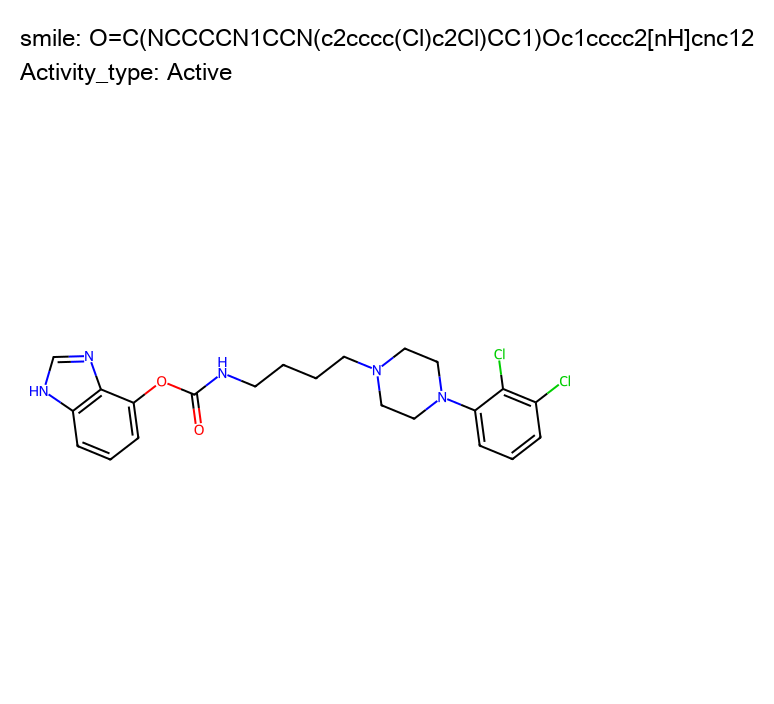 smile: O=C(NCCCCN1CCN(c2cccc(Cl)c2Cl)CC1)Oc1cccc2[nH]cnc12
Activity_type: Active
N
HN
O
O
H
N
N
N
Cl
Cl